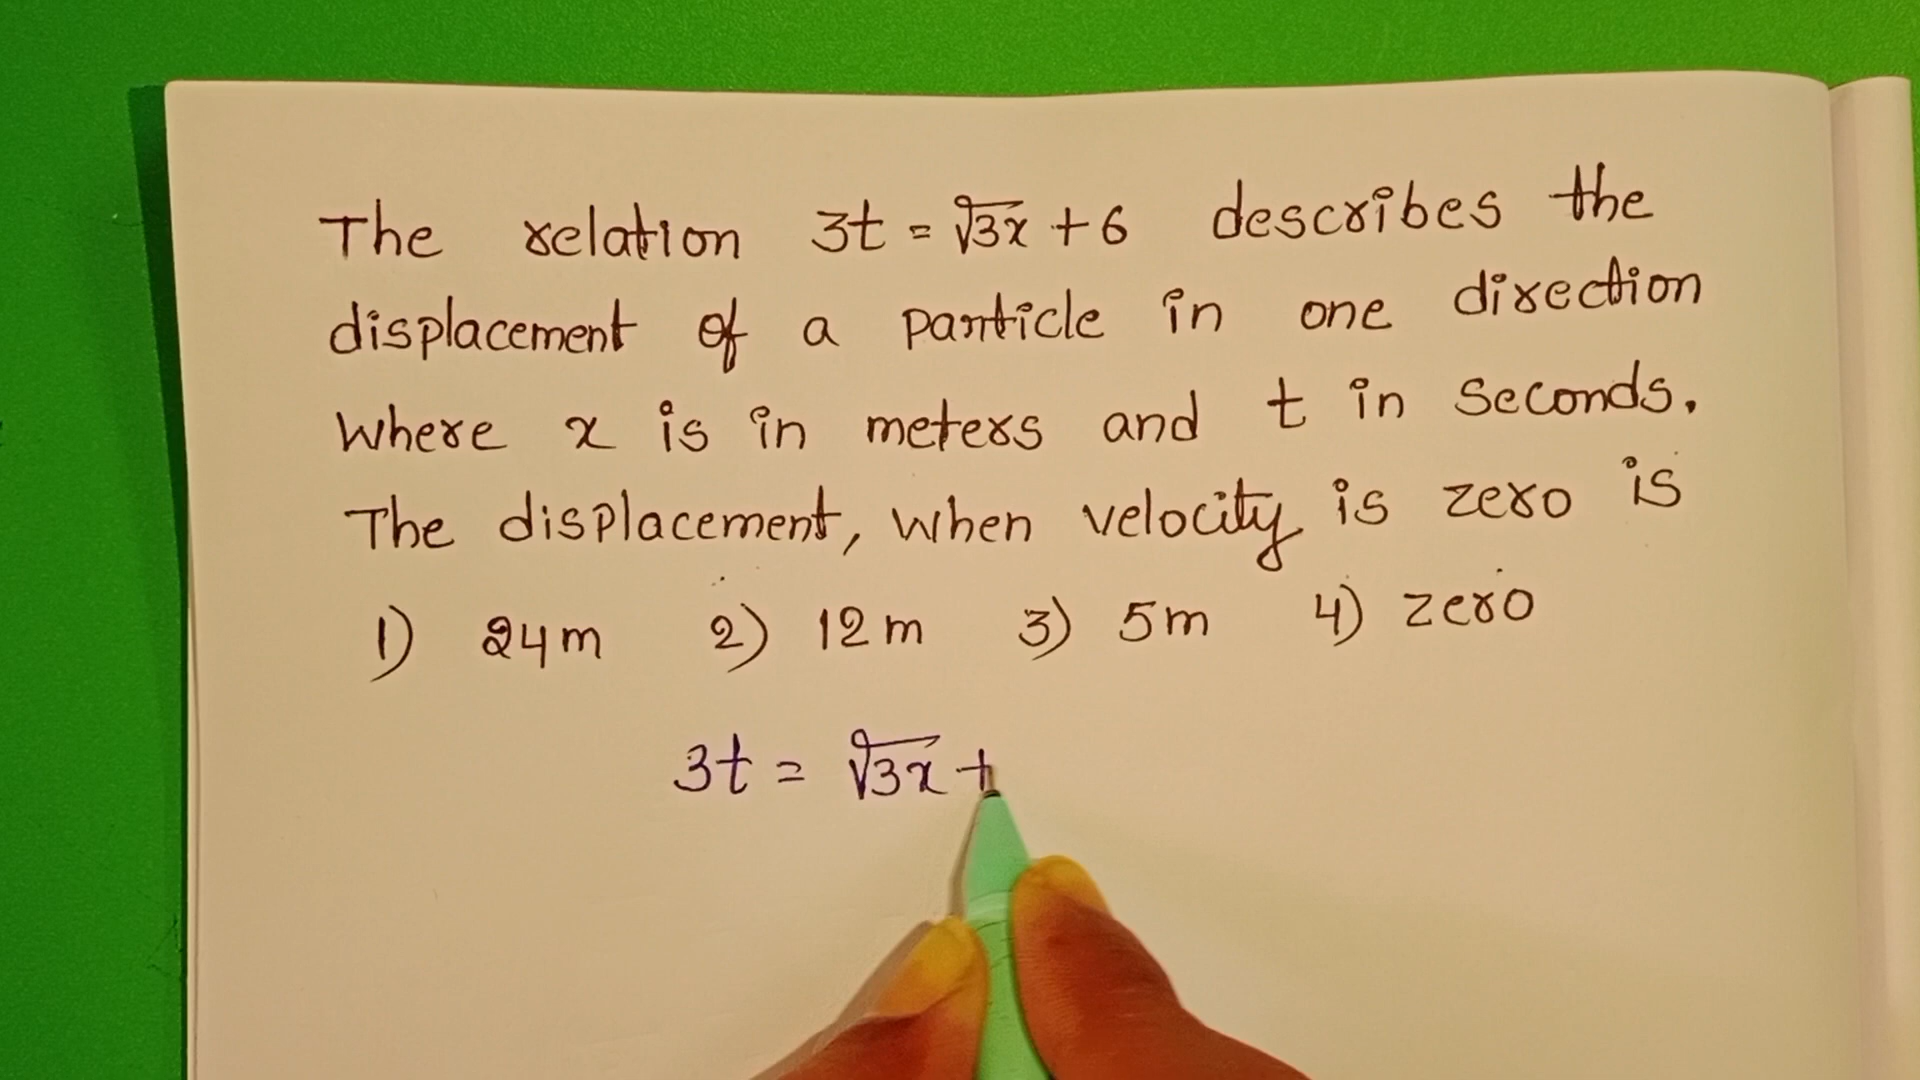 The relation 3t = √3x + 6 describes the
displacement of a particle in one direction
where x is in meters and t in seconds.
The displacement, when velocity is zero is
1) 24m 2) 12m 3) 5m 4) zero
3t = √3x +